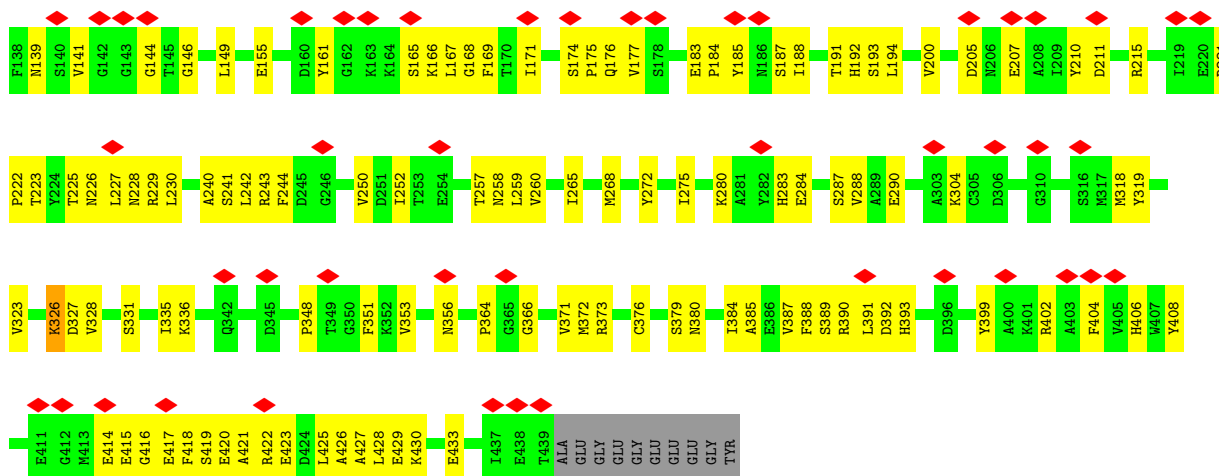 F138 N139 S140 V141 G142 G143 G144 T145 G146 L149 E155 D160 Y161 G162 K163 K164 S165 K166 L167 G168 F169 T170 I171 S174 P175 Q176 V177 S178 E183 P184 Y185 N186 S187 I188 T191 H192 S193 L194 V200 D205 N206 E207 A208 I209 Y210 D211 R215 I219 E220
P222 T223 Y224 T225 N226 L227 N228 R229 L230 A240 S241 L242 R243 F244 D245 G246 V250 D251 I252 T253 E254 T257 N258 L259 V260 I265 M268 Y272 I275 K280 A281 Y282 H283 E284 S287 V288 A289 E290 A303 K304 C305 D306 G310 S316 M317 M318 Y319
V323 K326 D327 V328 S331 I335 K336 Q342 D345 P348 T349 G350 F351 K352 V353 N356 P364 G365 G366 V371 M372 R373 C376 S379 N380 I384 A385 E386 V387 F388 S389 R390 L391 D392 H393 D396 Y399 A400 K401 R402 A403 F404 V405 H406 W407 Y408
E411 G412 M413 E414 E415 G416 E417 F418 S419 E420 A421 R422 E423 D424 L425 A426 A427 L428 E429 K430 E433 I437 E438 T439 ALA GLU GLY GLU GLY GLU GLU GLU GLY TYR